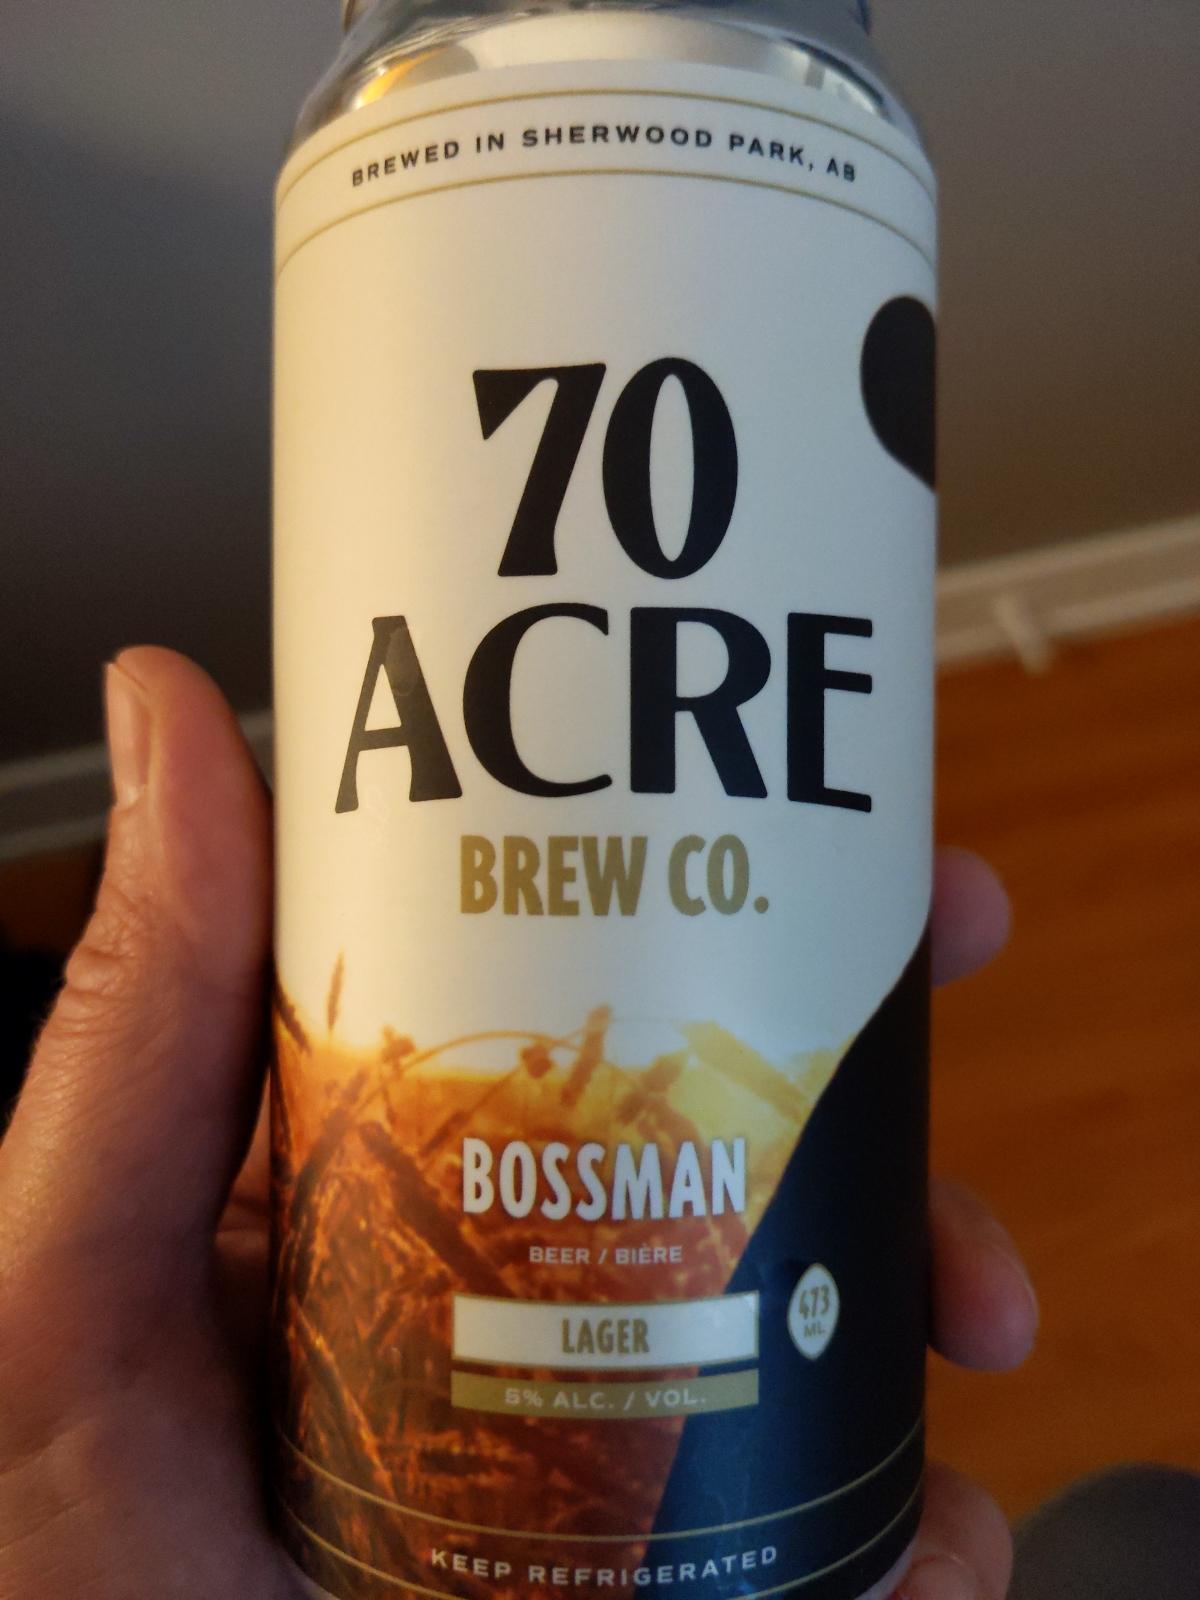 BREWED IN SHERWOOD PARK, AB
70
ACRE
BREW CO.
BOSSMAN
BEER / BIÈRE
LAGER
473
ML
5% ALC. / VOL.
KEEP REFRIGERATED